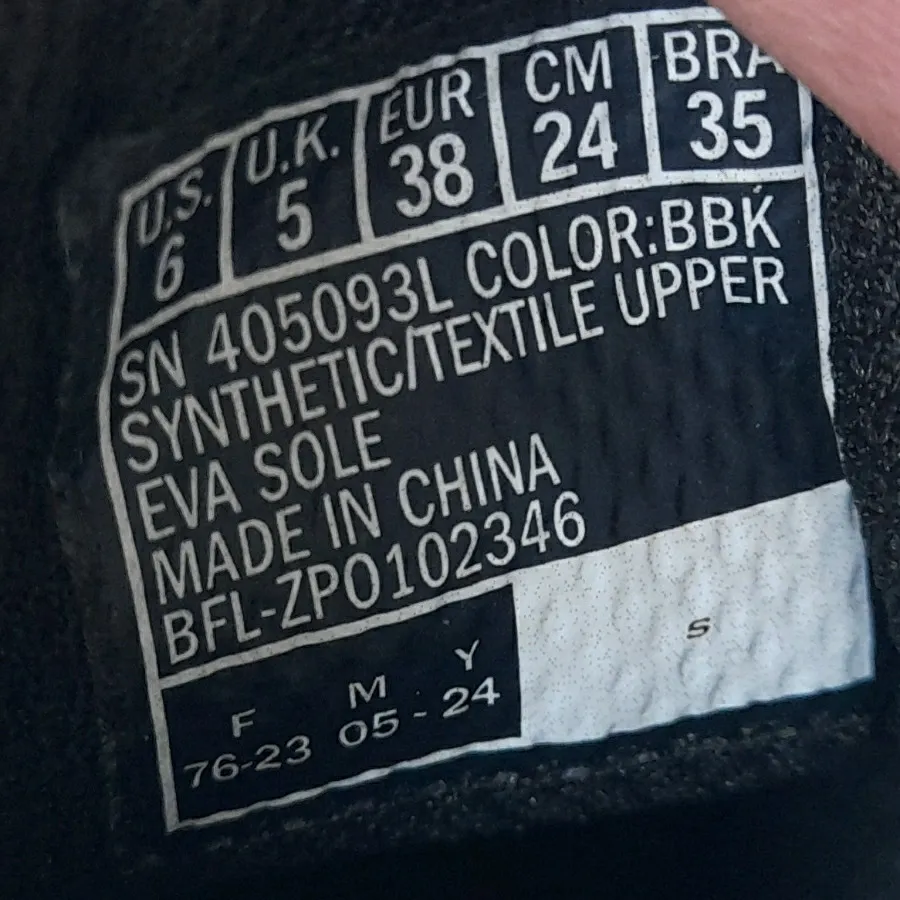 U.S. U.K. EUR CM BRA
6 5 38 24 35
SN 405093L COLOR:BBK
SYNTHETIC/TEXTILE UPPER
EVA SOLE
MADE IN CHINA
BFL-ZPO102346
F M Y
76-23 05-24
S